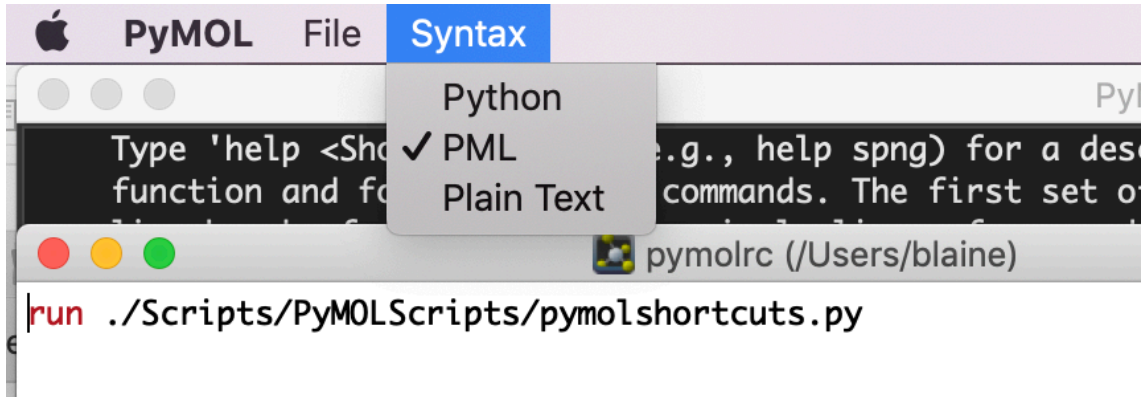 PyMOL File Syntax
Python
PML
Plain Text
Type 'help e.g., help spng) for a
function and commands. The first set
pymolrc (/Users/blaine)
run ./Scripts/PyMOLScripts/pymolshortcuts.py